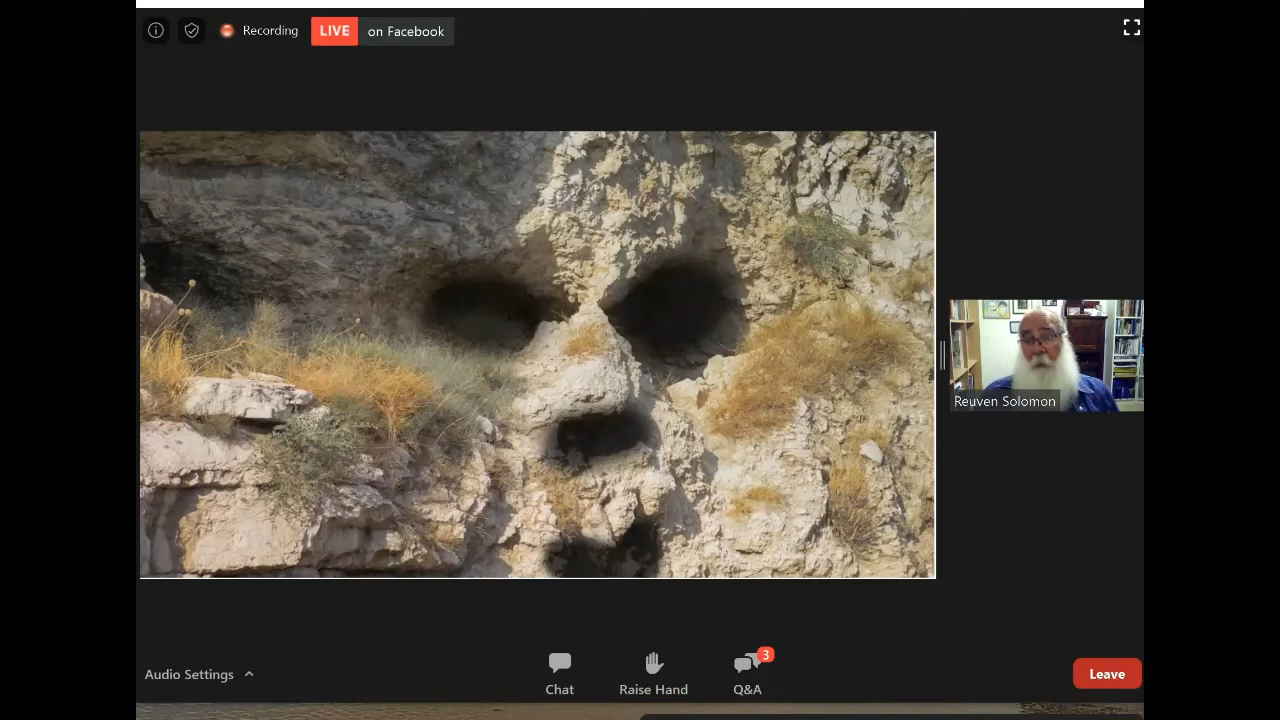 Recording
LIVE on Facebook
Reuven Solomon
Audio Settings
Chat
Raise Hand
3
Q&A
Leave